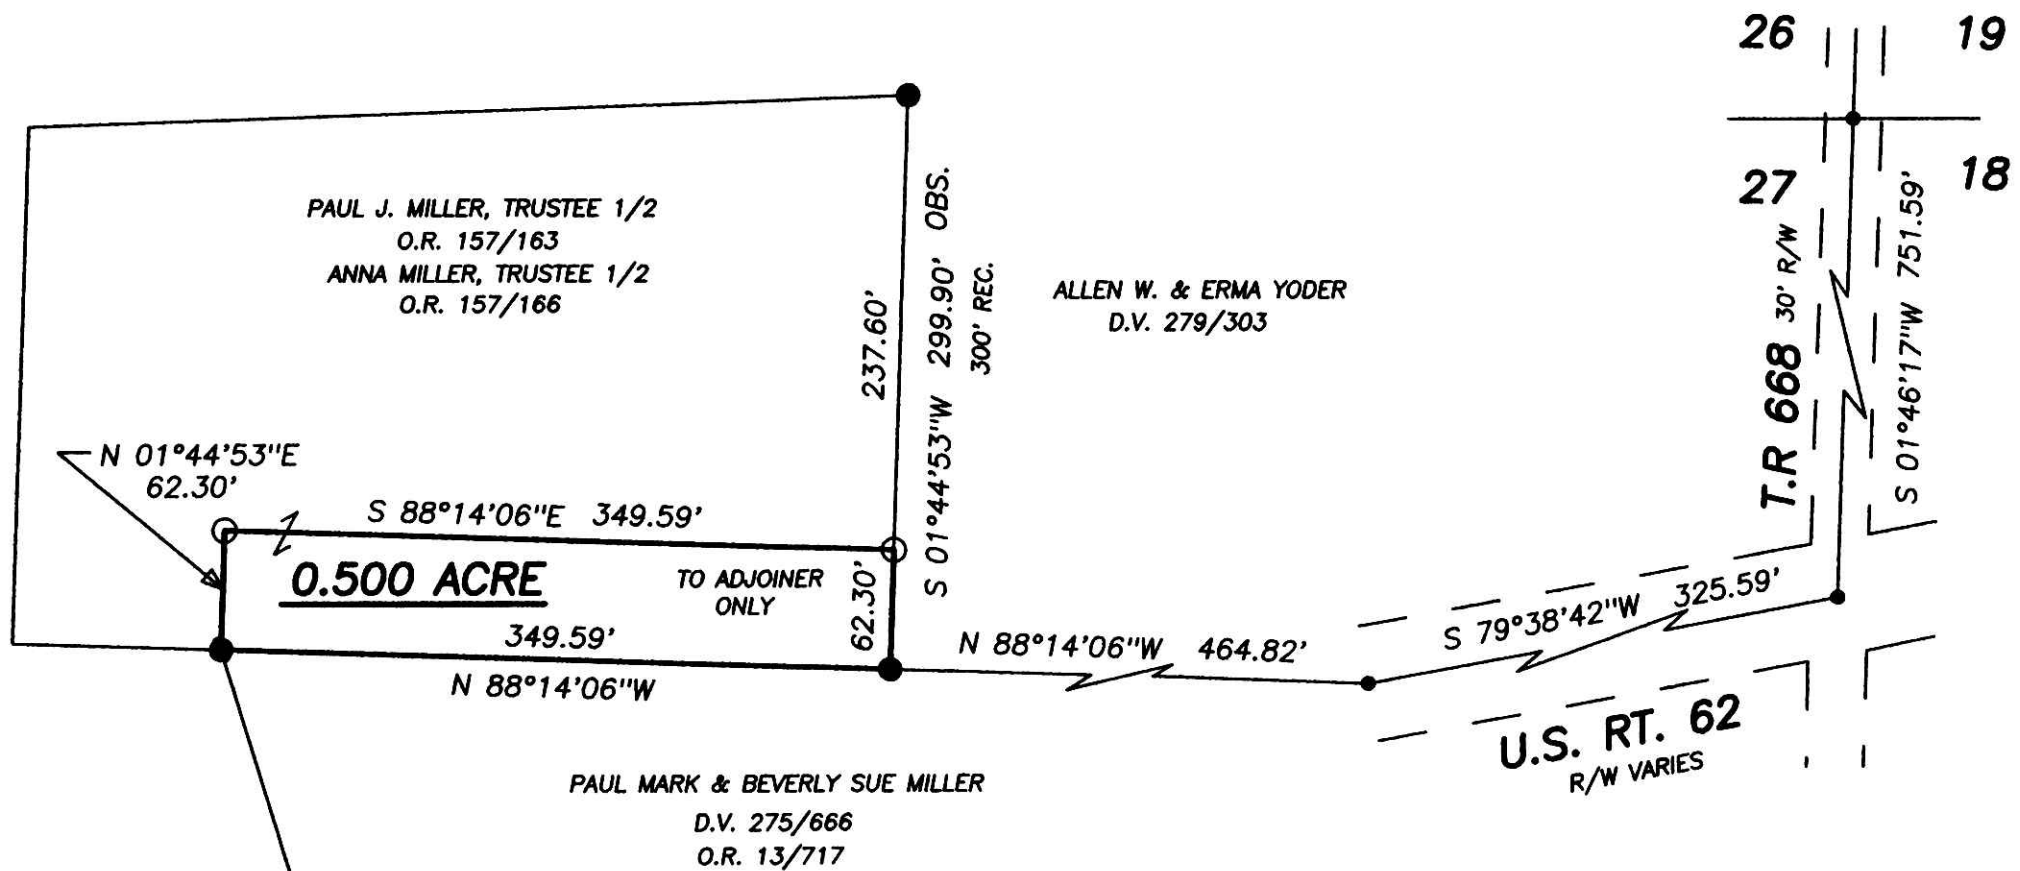 26
19
27
18
PAUL J. MILLER, TRUSTEE 1/2
O.R. 157/163
ANNA MILLER, TRUSTEE 1/2
O.R. 157/166
237.60'
S 01°44'53"W 299.90' OBS.
300' REC.
ALLEN W. & ERMA YODER
D.V. 279/303
T.R 668 30' R/W
S 01°46'17"W 751.59'
N 01°44'53"E
62.30'
S 88°14'06"E 349.59'
0.500 ACRE
TO ADJOINER
ONLY
62.30'
349.59'
N 88°14'06"W
N 88°14'06"W 464.82'
S 79°38'42"W 325.59'
U.S. RT. 62
R/W VARIES
PAUL MARK & BEVERLY SUE MILLER
D.V. 275/666
O.R. 13/717